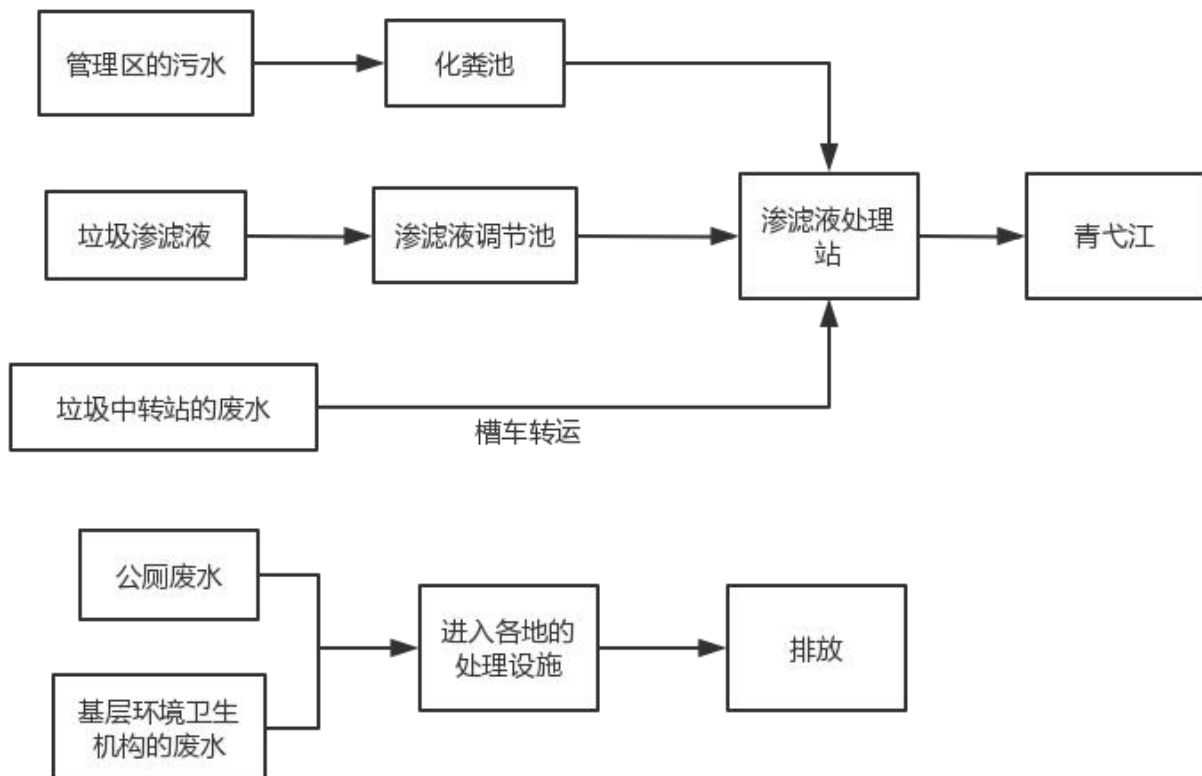 管理区的污水
化粪池
垃圾渗滤液
渗滤液调节池
渗滤液处理
站
青弋江
垃圾中转站的废水
槽车转运
公厕废水
进入各地的
处理设施
排放
基层环境卫生
机构的废水